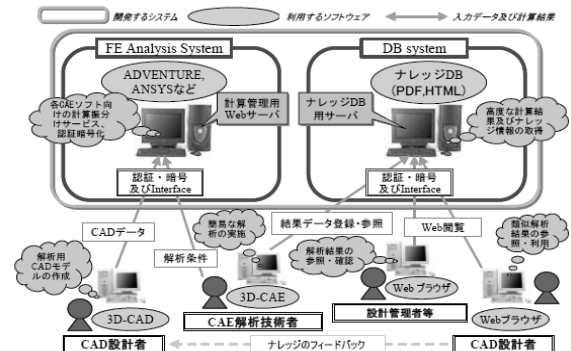 開発するシステム
利用するソフトウェア
入力データ及び計算結果
FE Analysis System
DB system
ADVENTURE,
ANSYSなど
ナレッジDB
(PDF,HTML)
各CAEソフト向
けの計算振分
けサービス、
認証暗号化
計算管理用
Webサーバ
ナレッジDB
用サーバ
高度な計算結
果及びナレッ
ジ情報の取得
認証・暗号
及びInterface
認証・暗号
及びInterface
CADデータ
解析条件
簡易な解
析の実施
結果データ登録・参照
Web閲覧
解析用
CADモデ
ルの作成
解析結果の
参照・確認
類似解析
結果の参
照・利用
3D-CAD
3D-CAE
Webブラウザ
Webブラウザ
CAE解析技術者
設計管理者等
CAD設計者
ナレッジのフィードバック
CAD設計者